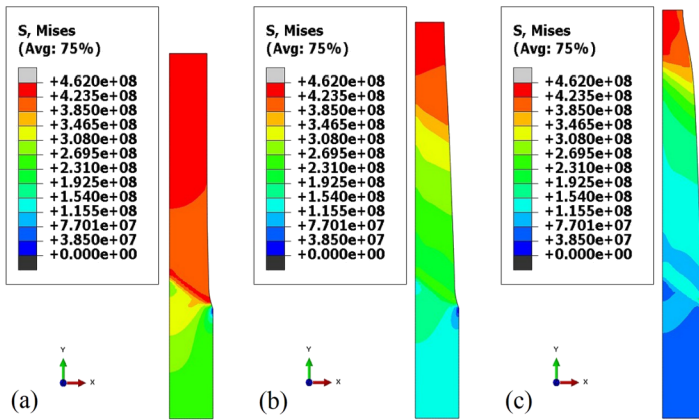 S, Mises
(Avg: 75%)
+4.620e+08
+4.235e+08
+3.850e+08
+3.465e+08
+3.080e+08
+2.695e+08
+2.310e+08
+1.925e+08
+1.540e+08
+1.155e+08
+7.701e+07
+3.850e+07
+0.000e+00
Y
X
(a)
S, Mises
(Avg: 75%)
+4.620e+08
+4.235e+08
+3.850e+08
+3.465e+08
+3.080e+08
+2.695e+08
+2.310e+08
+1.925e+08
+1.540e+08
+1.155e+08
+7.701e+07
+3.850e+07
+0.000e+00
Y
X
(b)
S, Mises
(Avg: 75%)
+4.620e+08
+4.235e+08
+3.850e+08
+3.465e+08
+3.080e+08
+2.695e+08
+2.310e+08
+1.925e+08
+1.540e+08
+1.155e+08
+7.701e+07
+3.850e+07
+0.000e+00
Y
X
(c)